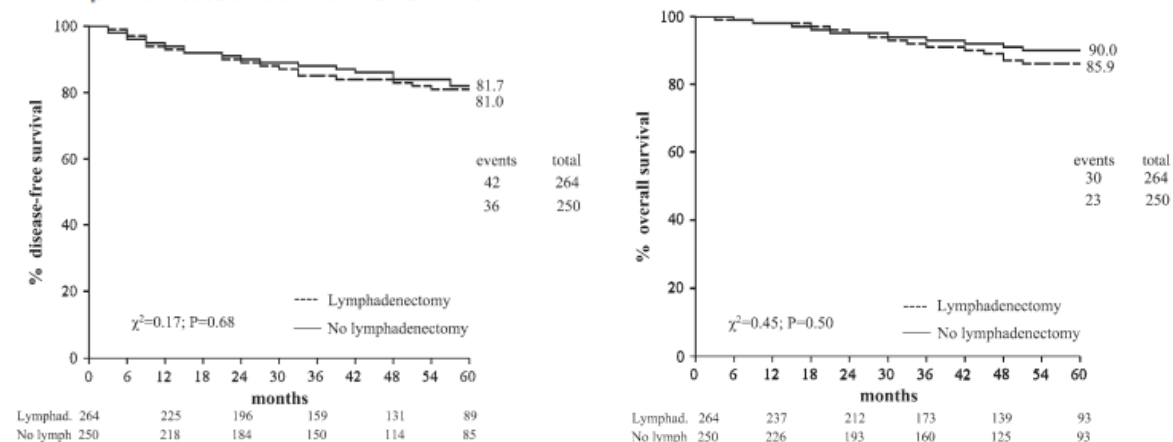 100
80
60
40
20
0
% disease-free survival
81.7
81.0
events total
42 264
36 250
Lymphadenectomy
No lymphadenectomy
χ²=0.17; P=0.68
0 6 12 18 24 30 36 42 48 54 60
months
Lymphad. 264 225 196 159 131 89
No lymph 250 218 184 150 114 85
100
80
60
40
20
0
% overall survival
90.0
85.9
events total
30 264
23 250
Lymphadenectomy
No lymphadenectomy
χ²=0.45; P=0.50
0 6 12 18 24 30 36 42 48 54 60
months
Lymphad. 264 237 212 173 139 93
No lymph 250 226 193 160 125 93